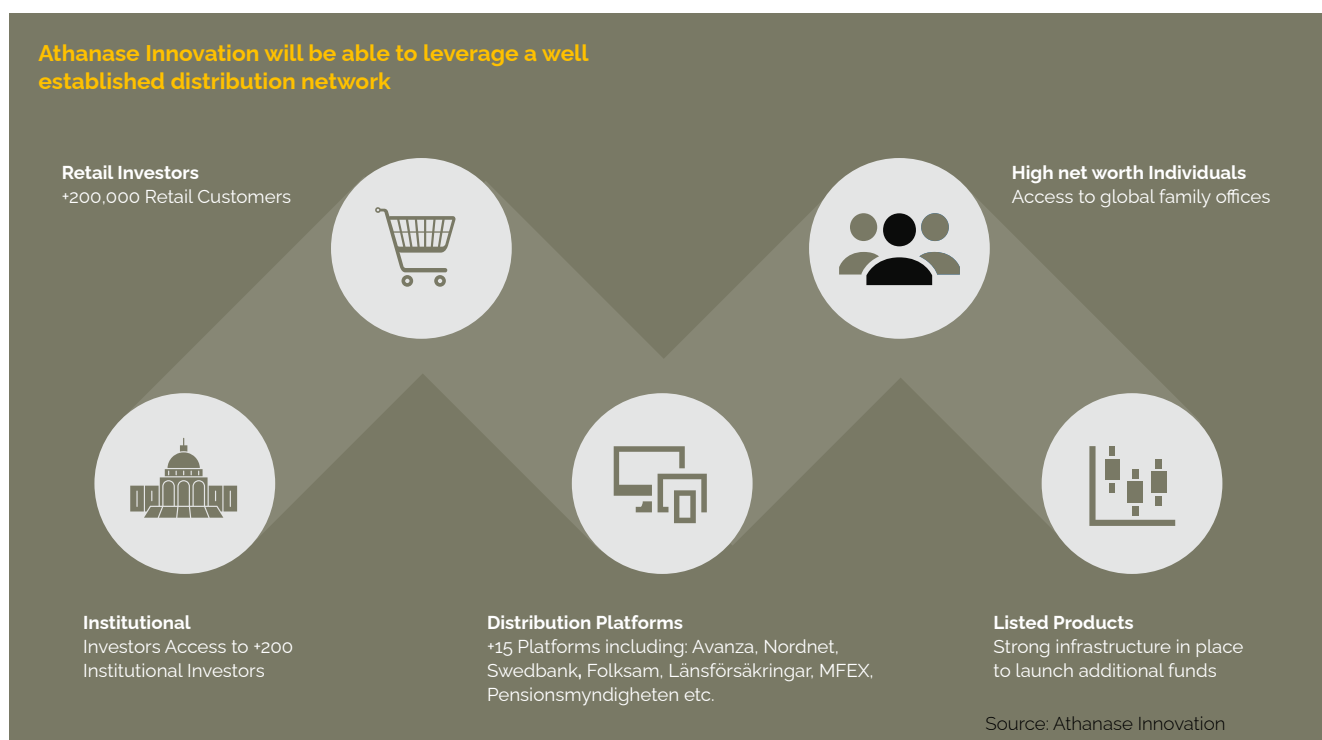 Athanase Innovation will be able to leverage a well
established distribution network
Retail Investors
+200,000 Retail Customers
High net worth Individuals
Access to global family offices
Institutional
Investors Access to +200
Institutional Investors
Distribution Platforms
+15 Platforms including: Avanza, Nordnet,
Swedbank, Folksam, Länsförsäkringar, MFEX,
Pensionsmyndigheten etc.
Listed Products
Strong infrastructure in place
to launch additional funds
Source: Athanase Innovation